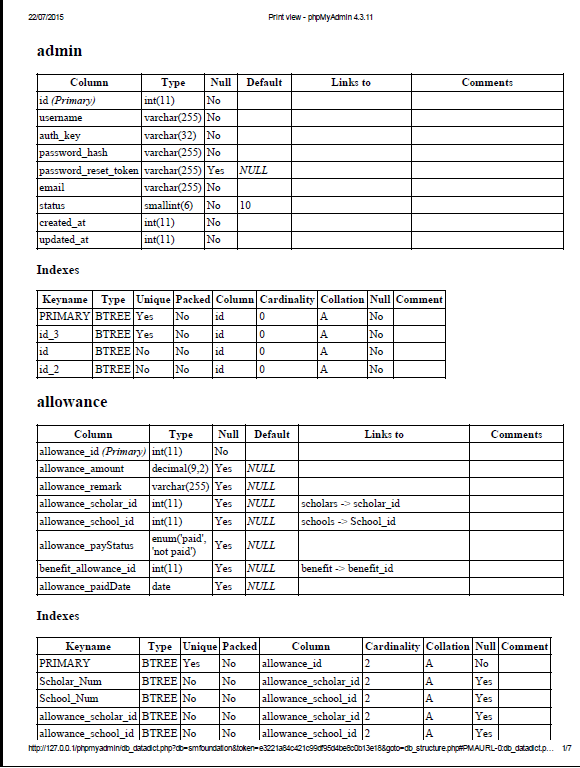 22/07/2015 Print view - phpMyAdmin 4.3.11
admin
Column Type Null Default Links to Comments
id (Primary) int(11) No
username varchar(255) No
auth_key varchar(32) No
password_hash varchar(255) No
password_reset_token varchar(255) Yes NULL
email varchar(255) No
status smallint(6) No 10
created_at int(11) No
updated_at int(11) No
Indexes
Keyname Type Unique Packed Column Cardinality Collation Null Comment
PRIMARY BTREE Yes No id 0 A No
id_3 BTREE Yes No id 0 A No
id BTREE No No id 0 A No
id_2 BTREE No No id 0 A No
allowance
Column Type Null Default Links to Comments
allowance_id (Primary) int(11) No
allowance_amount decimal(9,2) Yes NULL
allowance_remark varchar(255) Yes NULL
allowance_scholar_id int(11) Yes NULL scholars -> scholar_id
allowance_school_id int(11) Yes NULL schools -> School_id
allowance_payStatus enum('paid', 'not paid') Yes NULL
benefit_allowance_id int(11) Yes NULL benefit -> benefit_id
allowance_paidDate date Yes NULL
Indexes
Keyname Type Unique Packed Column Cardinality Collation Null Comment
PRIMARY BTREE Yes No allowance_id 2 A No
Scholar_Num BTREE No No allowance_scholar_id 2 A Yes
School_Num BTREE No No allowance_school_id 2 A Yes
allowance_scholar_id BTREE No No allowance_scholar_id 2 A Yes
allowance_school_id BTREE No No allowance_school_id 2 A Yes
1/7